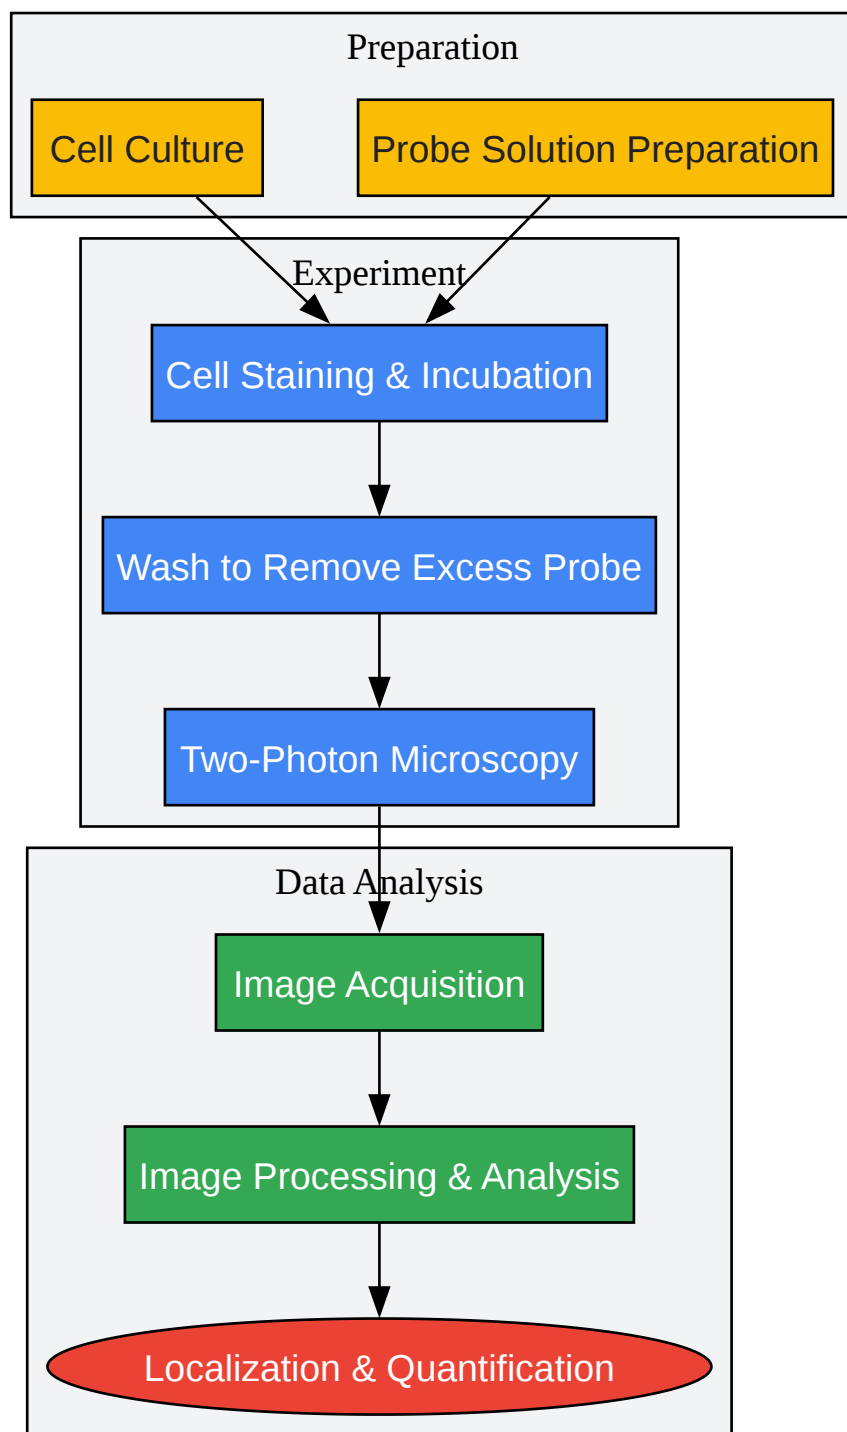 Preparation
Cell Culture
Probe Solution Preparation
Experiment
Cell Staining & Incubation
Wash to Remove Excess Probe
Two-Photon Microscopy
Data Analysis
Image Acquisition
Image Processing & Analysis
Localization & Quantification